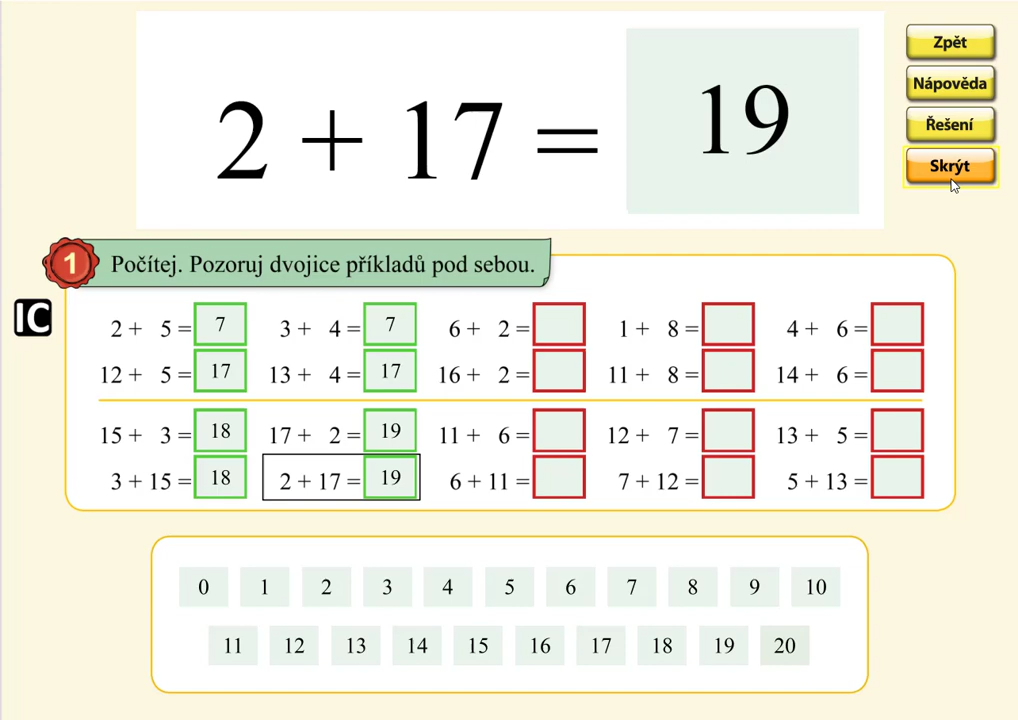 2 + 17 = 19
Zpět
Nápověda
Řešení
Skrýt
1 Počítej. Pozoruj dvojice příkladů pod sebou.
IC
2 + 5 = 7 3 + 4 = 7 6 + 2 = 1 + 8 = 4 + 6 =
12 + 5 = 17 13 + 4 = 17 16 + 2 = 11 + 8 = 14 + 6 =
15 + 3 = 18 17 + 2 = 19 11 + 6 = 12 + 7 = 13 + 5 =
3 + 15 = 18 2 + 17 = 19 6 + 11 = 7 + 12 = 5 + 13 =
0 1 2 3 4 5 6 7 8 9 10
11 12 13 14 15 16 17 18 19 20